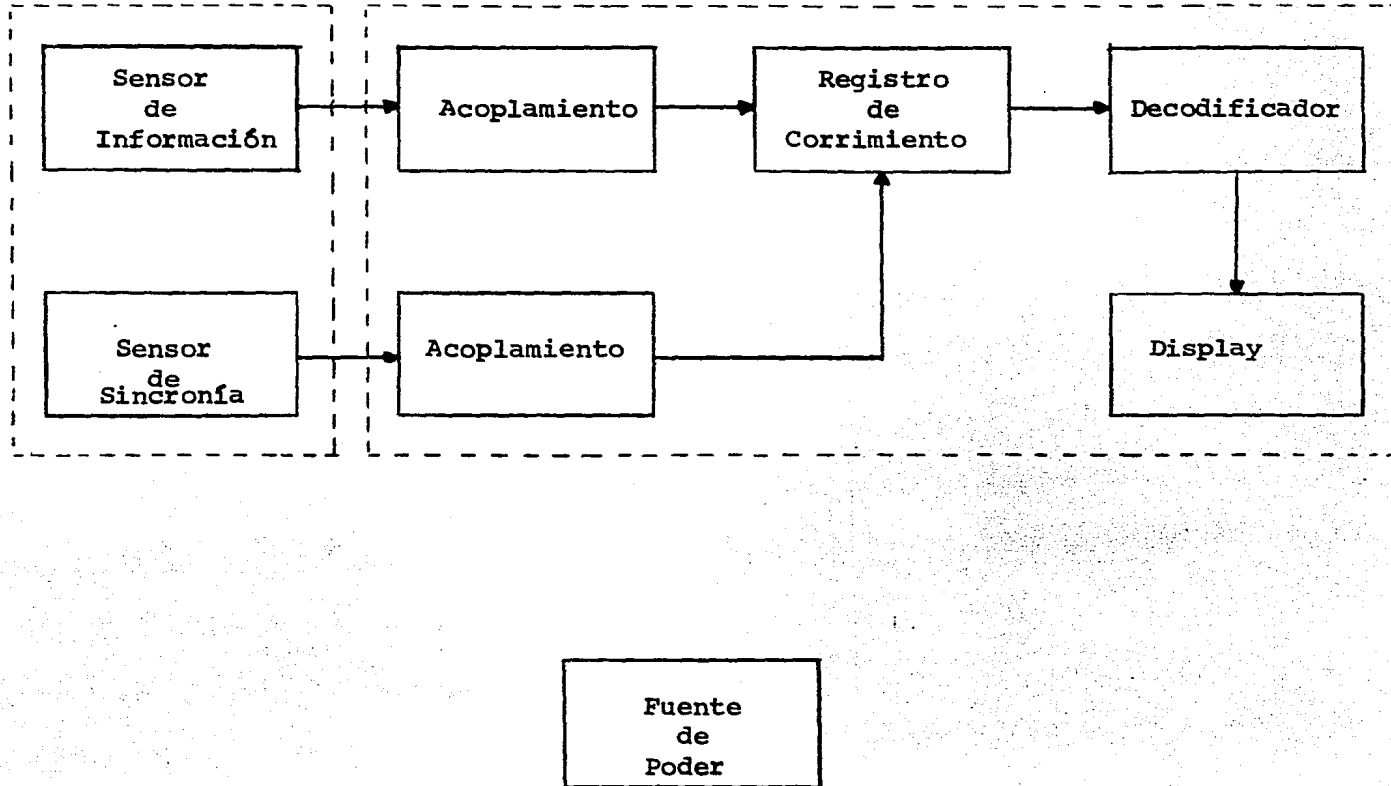 Sensor
de
Información
Acoplamiento
Registro
de
Corrimiento
Decodificador
Sensor
de
Sincronía
Acoplamiento
Display
Fuente
de
Poder